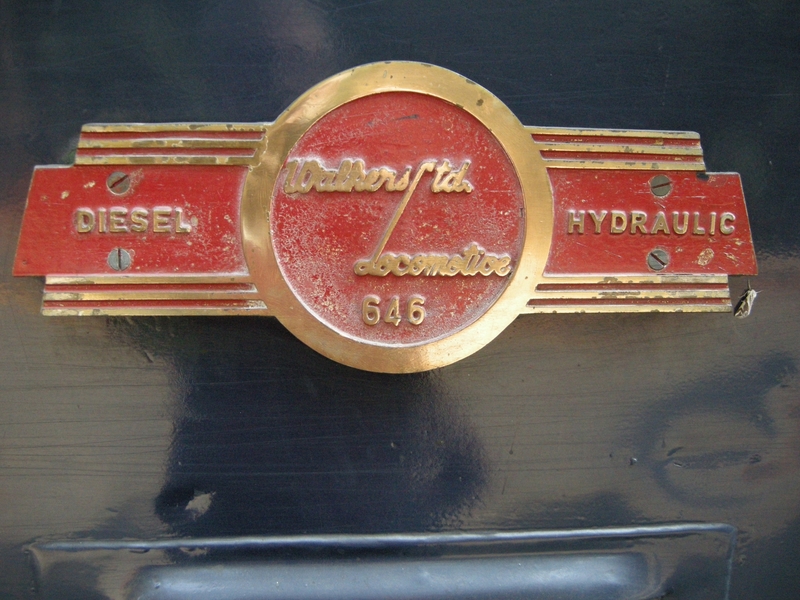 Walkers Ltd.
DIESEL
HYDRAULIC
Locomotive
646